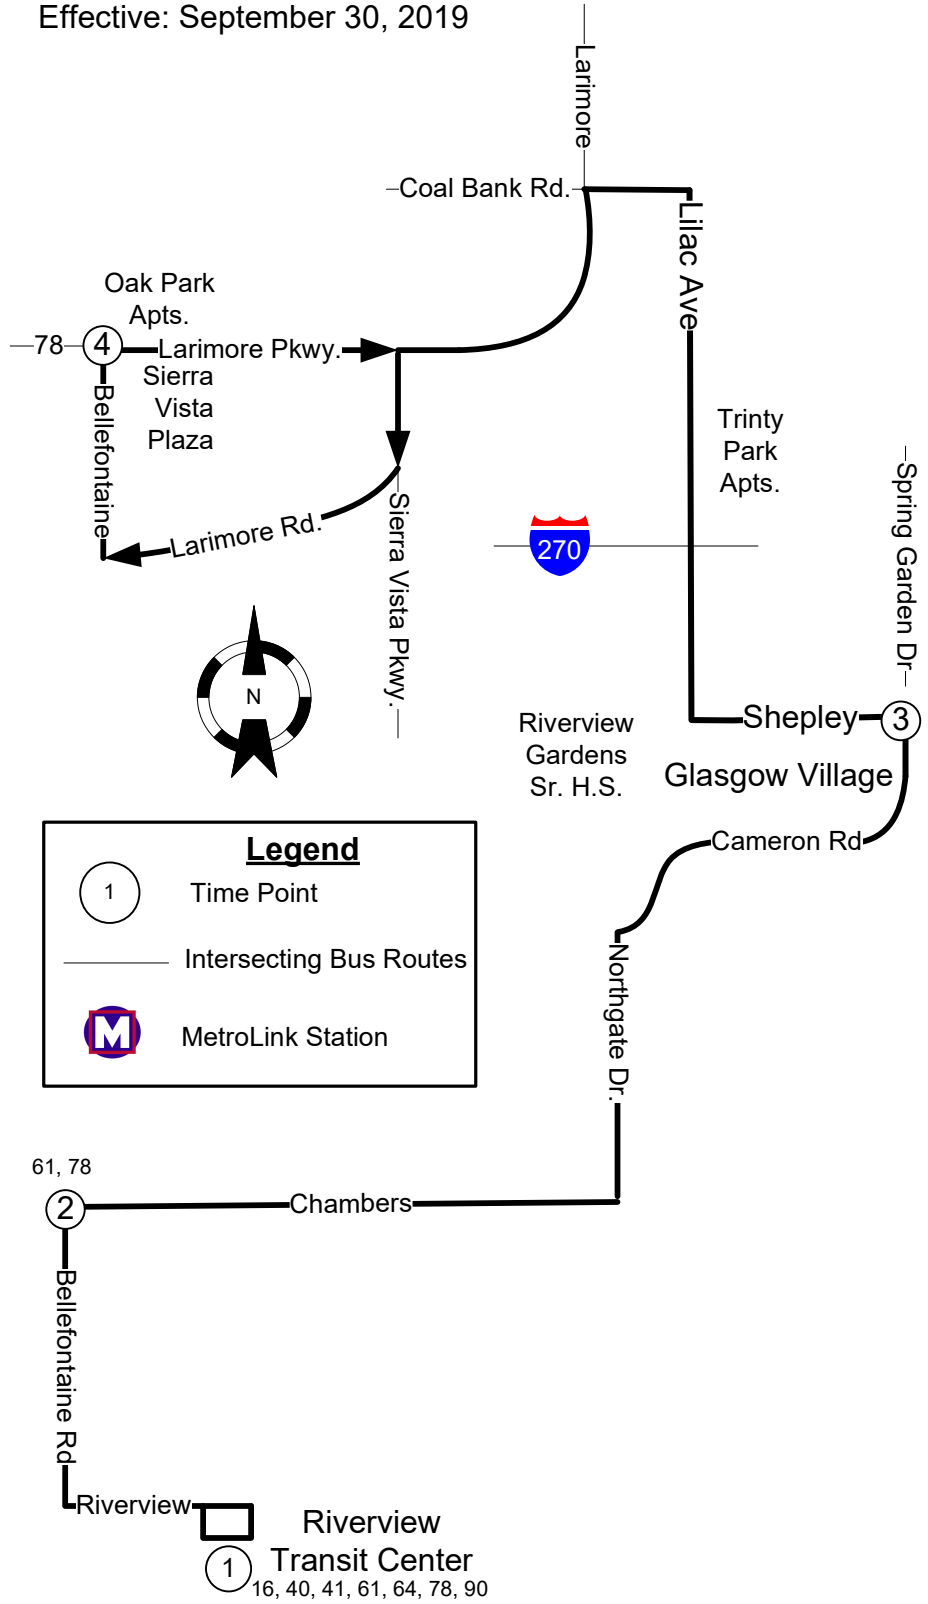 Effective: September 30, 2019
Larimore
Coal Bank Rd.
Lilac Ave
Oak Park
Apts.
78
4
Larimore Pkwy.
Sierra
Vista
Plaza
Bellefontaine
Trinty
Park
Apts.
Spring Garden Dr
Larimore Rd.
Sierra Vista Pkwy.
270
N
Riverview
Gardens
Sr. H.S.
Shepley
3
Glasgow Village
Cameron Rd
Legend
1
Time Point
Intersecting Bus Routes
M
MetroLink Station
Northgate Dr.
61, 78
2
Chambers
Bellefontaine Rd
Riverview
Riverview
Transit Center
1
16, 40, 41, 61, 64, 78, 90